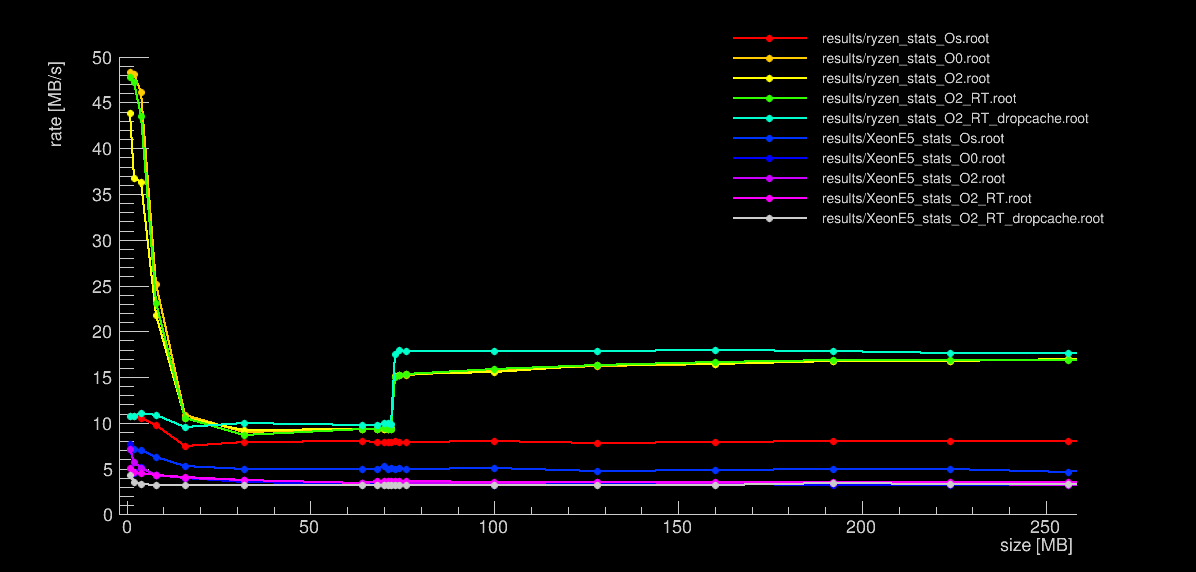 results/ryzen_stats_Os.root
results/ryzen_stats_O0.root
results/ryzen_stats_O2.root
results/ryzen_stats_O2_RT.root
results/ryzen_stats_O2_RT_dropcache.root
results/XeonE5_stats_Os.root
results/XeonE5_stats_O0.root
results/XeonE5_stats_O2.root
results/XeonE5_stats_O2_RT.root
results/XeonE5_stats_O2_RT_dropcache.root
rate [MB/s]
50
45
40
35
30
25
20
15
10
5
0
0 50 100 150 200 250
size [MB]